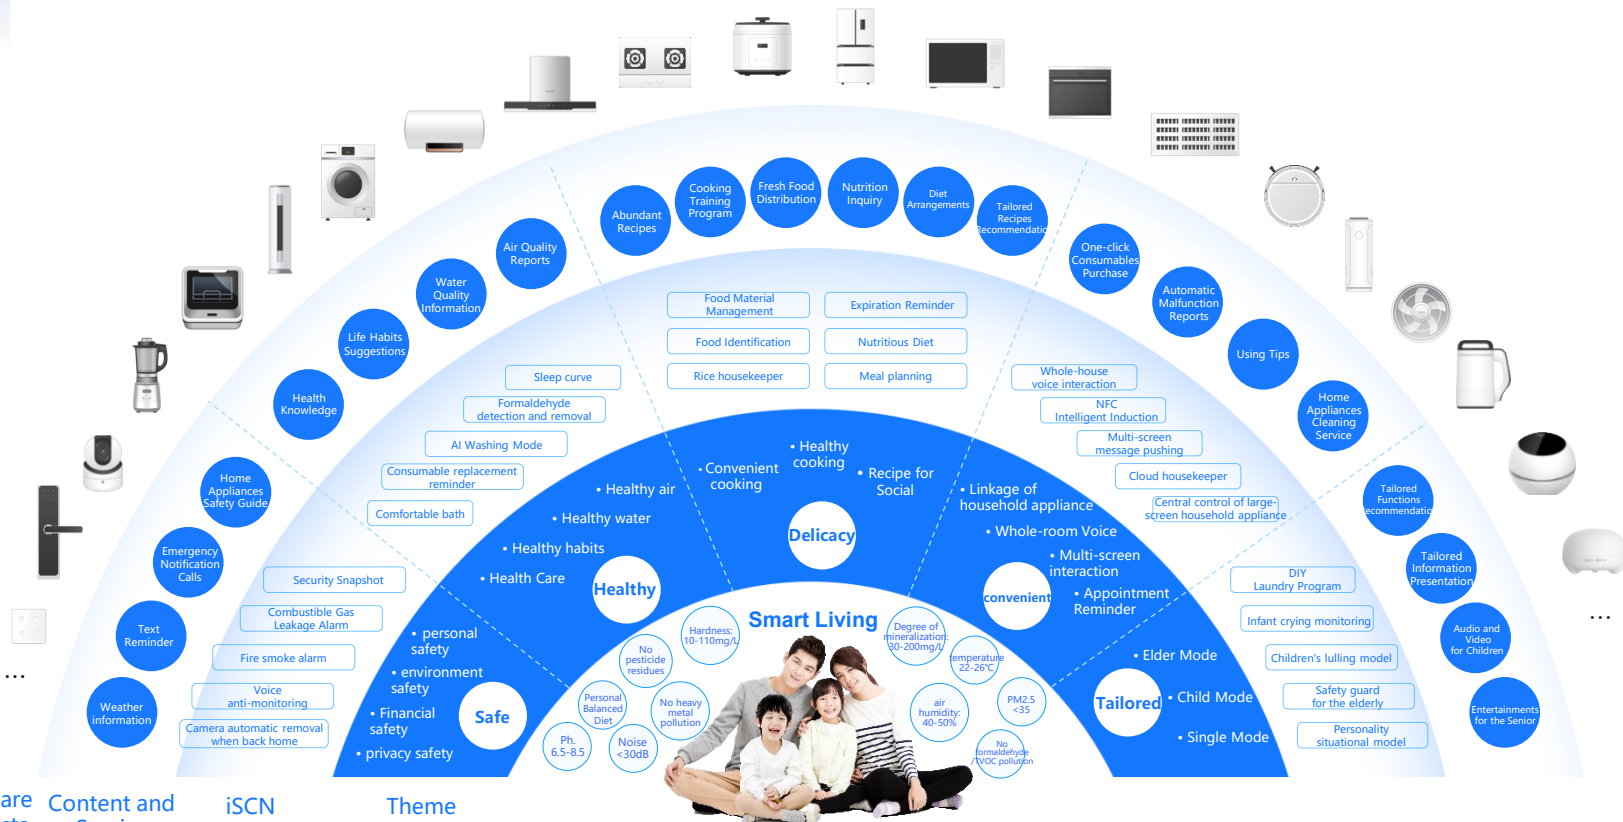 Abundant
Recipes
Cooking
Training
Program
Fresh Food
Distribution
Nutrition
Inquiry
Diet
Arrangements
Tailored
Recipes
Recommendatic
Air Quality
Reports
Water
Quality
Information
Life Habits
Suggestions
Health
Knowledge
Home
Appliances
Safety Guide
Emergency
Notification
Calls
Text
Reminder
Weather
information
One-click
Consumables
Purchase
Automatic
Malfunction
Reports
Using Tips
Home
Appliances
Cleaning
Service
Tailored
Functions
ecommendatio
Tailored
Information
Presentation
Audio and
Video
for Children
Entertainments
for the Senior
Food Material
Management
Expiration Reminder
Food Identification
Nutritious Diet
Rice housekeeper
Meal planning
Sleep curve
Formaldehyde
detection and removal
AI Washing Mode
Consumable replacement
reminder
Comfortable bath
Security Snapshot
Combustible Gas
Leakage Alarm
Fire smoke alarm
Voice
anti-monitoring
Camera automatic removal
when back home
Whole-house
voice interaction
NFC
Intelligent Induction
Multi-screen
message pushing
Cloud housekeeper
Central control of large-
screen household appliance
DIY
Laundry Program
Infant crying monitoring
Children's lulling model
Safety guard
for the elderly
Personality
situational model
• Convenient
cooking
• Healthy
cooking
• Recipe for
Social
Delicacy
• Healthy air
• Healthy water
• Healthy habits
• Health Care
Healthy
• personal
safety
• environment
safety
• Financial
safety
• privacy safety
Safe
• Linkage of
household appliance
• Whole-room Voice
• Multi-screen
interaction
• Appointment
Reminder
convenient
• Elder Mode
• Child Mode
• Single Mode
Tailored
Smart Living
Hardness:
10-110mg/L
No
pesticide
residues
Personal
Balanced
Diet
No heavy
metal
pollution
Ph.
6.5-8.5
Noise
<30dB
Degree of
mineralization:
30-200mg/L
temperature
22-26°C
air
humidity:
40-50%
PM2.5
<35
No
formaldehyde
/TVOC pollution
...
...
are
Content and
iSCN
Theme